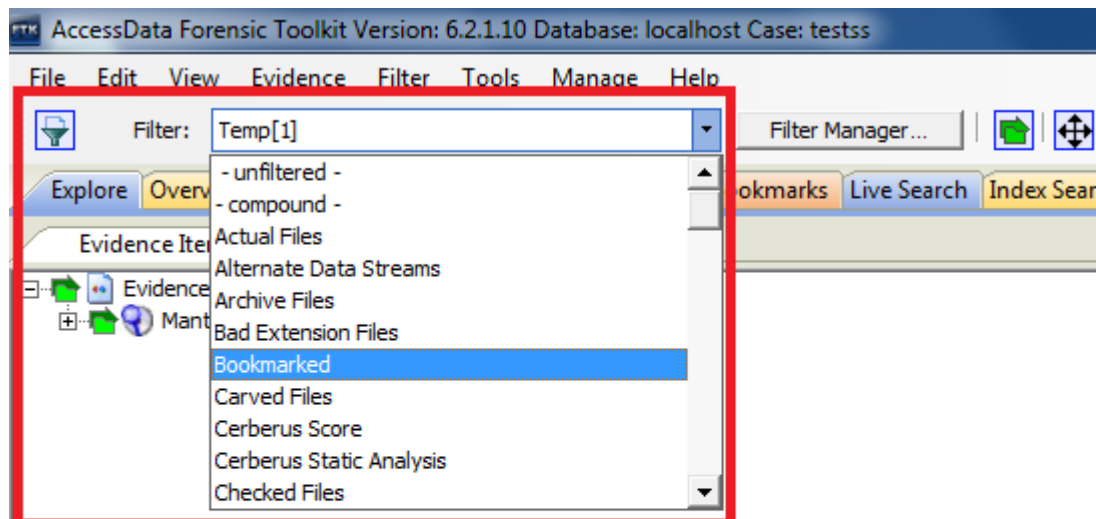 FTK AccessData Forensic Toolkit Version: 6.2.1.10 Database: localhost Case: testss
File Edit View Evidence Filter Tools Manage Help
Filter: Temp[1] Filter Manager...
Explore Overv okmarks Live Search Index Sear
Evidence Ite
Evidence
Mant
- unfiltered -
- compound -
Actual Files
Alternate Data Streams
Archive Files
Bad Extension Files
Bookmarked
Carved Files
Cerberus Score
Cerberus Static Analysis
Checked Files